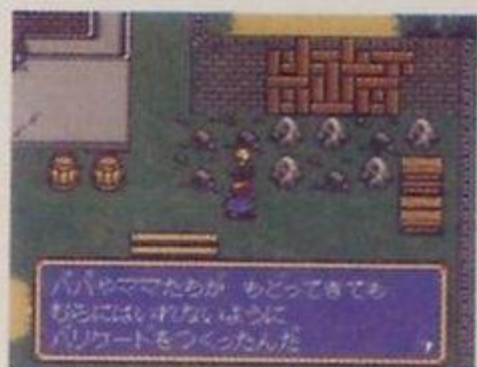 パパやママたちが もどってきても
むらにはいれないように
バリケードをつくったんだ